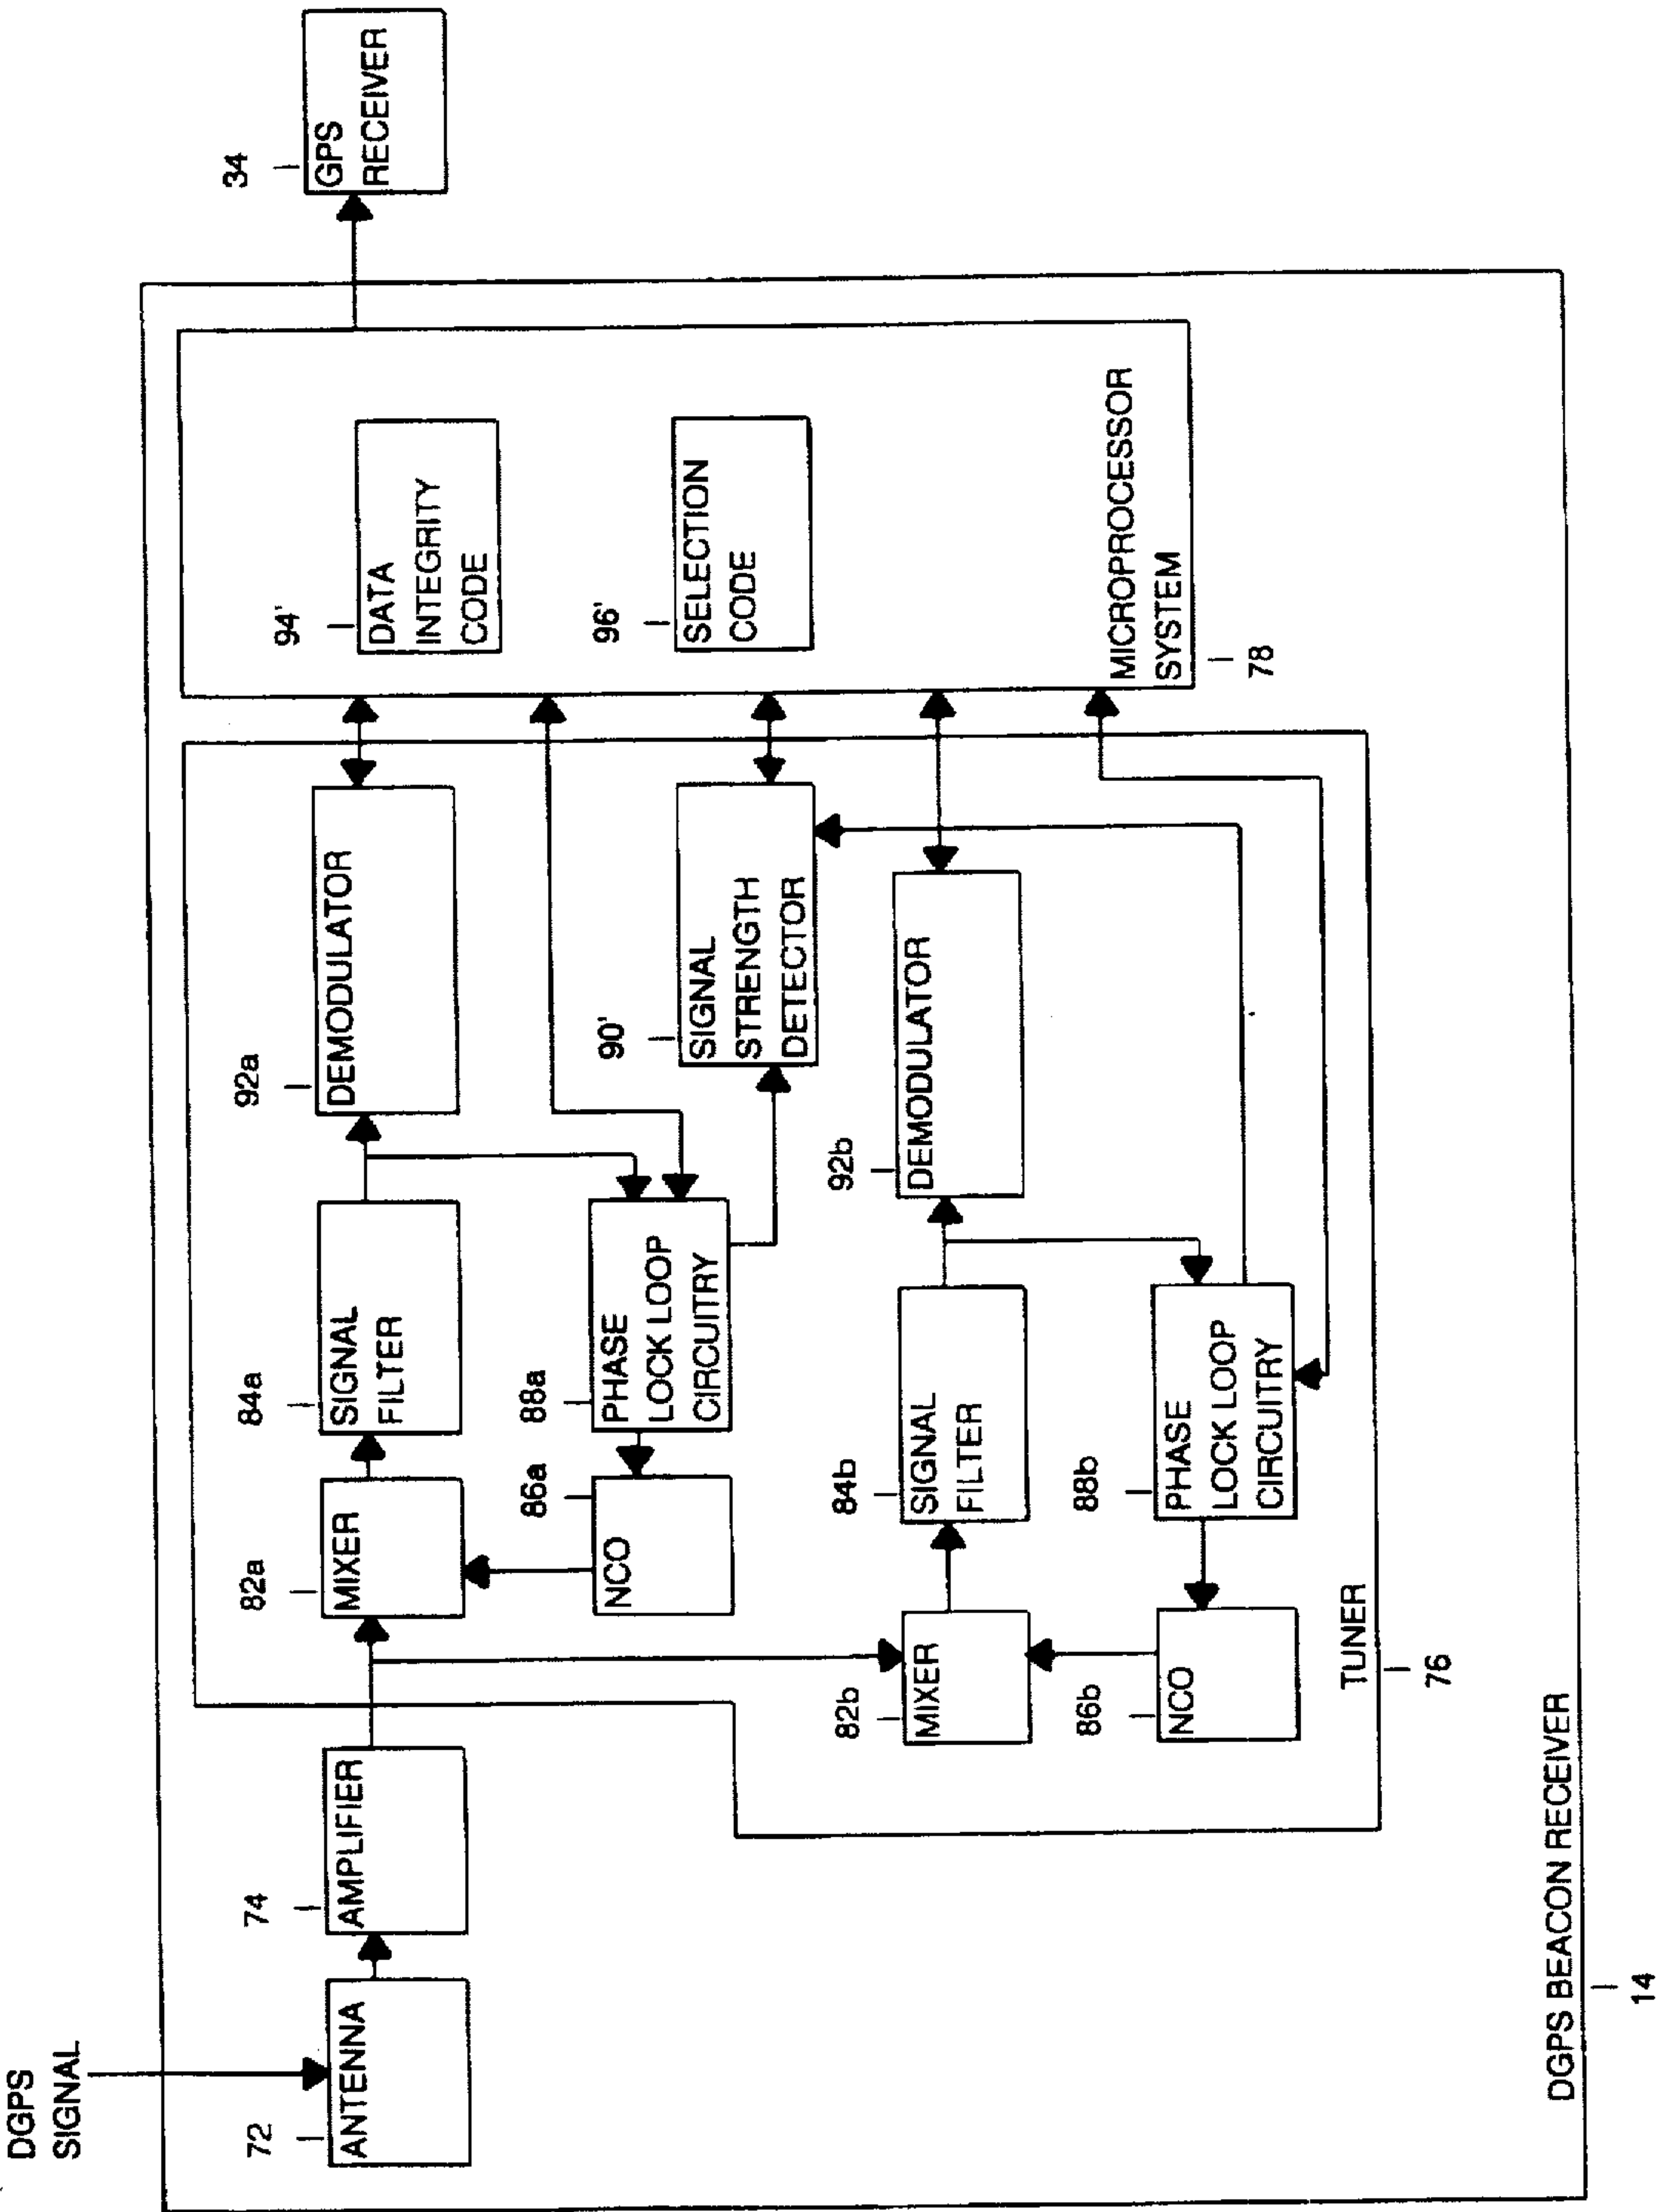 DGPS
SIGNAL
72
ANTENNA
74
AMPLIFIER
82a
MIXER
84a
SIGNAL
FILTER
92a
DEMODULATOR
86a
NCO
88a
PHASE
LOCK LOOP
CIRCUITRY
90'
SIGNAL
STRENGTH
DETECTOR
82b
MIXER
84b
SIGNAL
FILTER
92b
DEMODULATOR
86b
NCO
88b
PHASE
LOCK LOOP
CIRCUITRY
TUNER
76
94'
DATA
INTEGRITY
CODE
96'
SELECTION
CODE
MICROPROCESSOR
SYSTEM
78
34
GPS
RECEIVER
DGPS BEACON RECEIVER
14